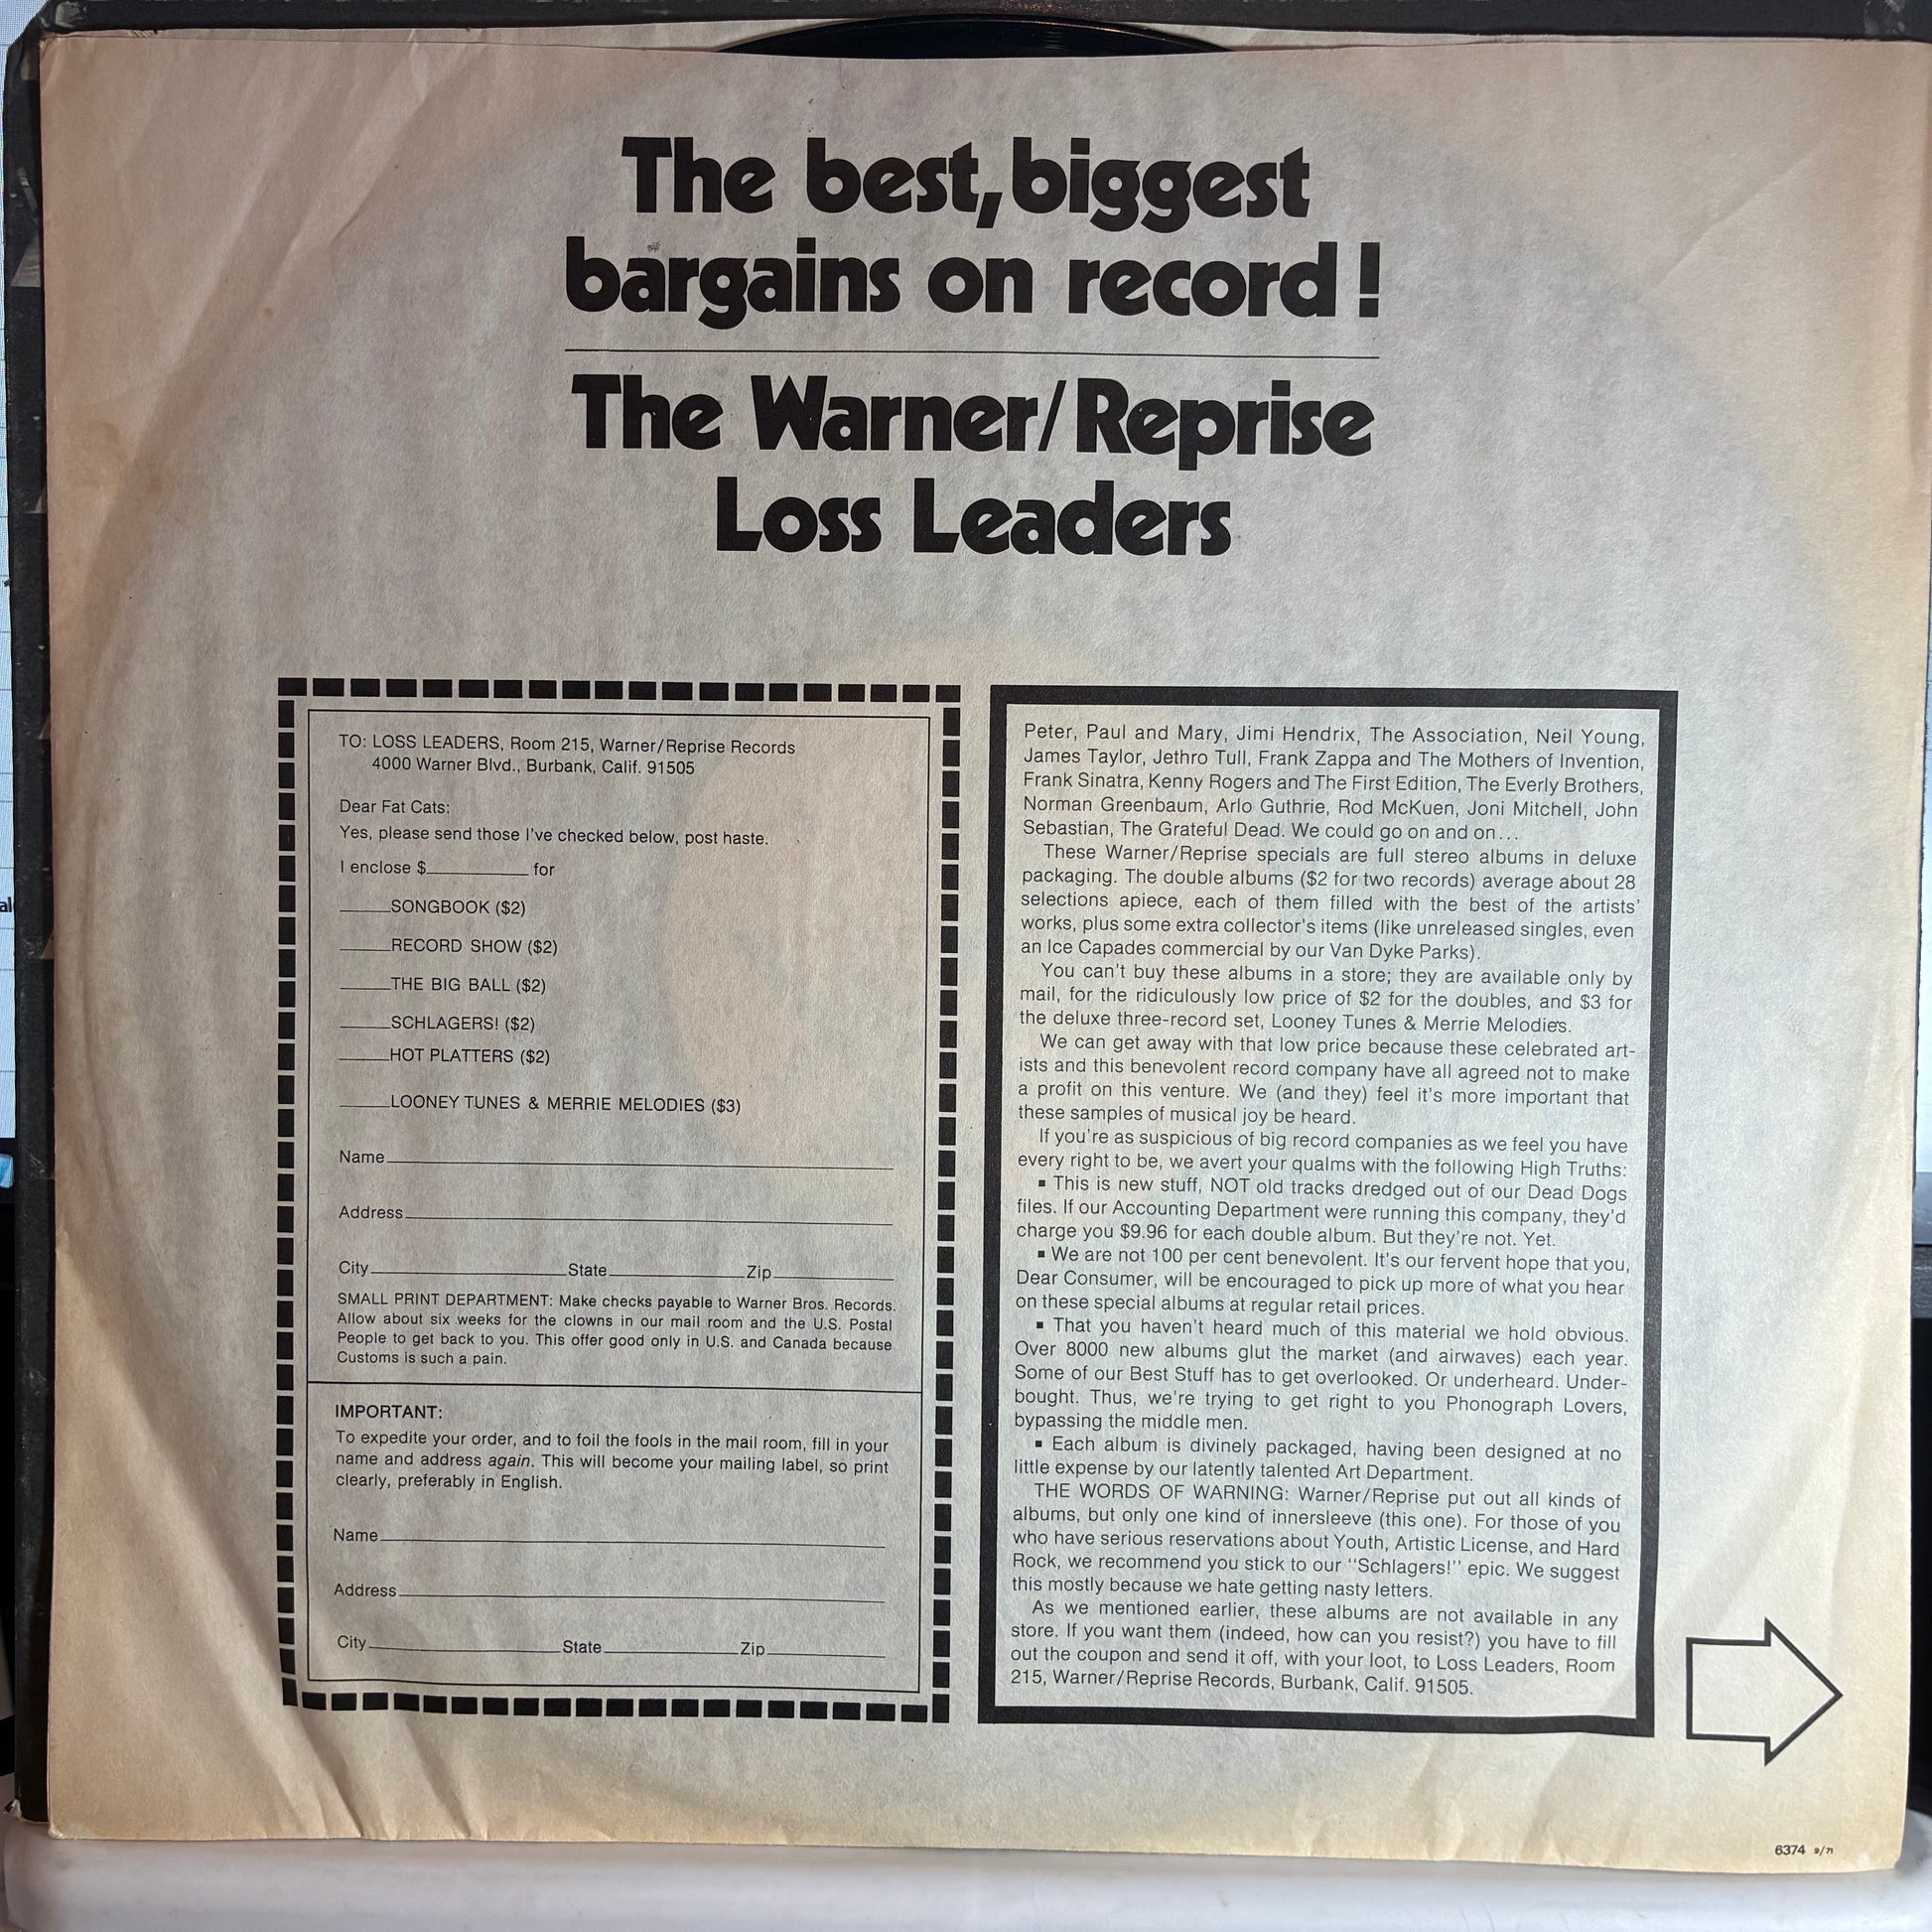 The best, biggest
bargains on record!
The Warner/Reprise
Loss Leaders
TO: LOSS LEADERS, Room 215, Warner/Reprise Records
4000 Warner Blvd., Burbank, Calif. 91505
Dear Fat Cats:
Yes, please send those I've checked below, post haste.
I enclose $________ for
____SONGBOOK ($2)
____RECORD SHOW ($2)
____THE BIG BALL ($2)
____SCHLAGERS! ($2)
____HOT PLATTERS ($2)
____LOONEY TUNES & MERRIE MELODIES ($3)
Name
Address
City State Zip
SMALL PRINT DEPARTMENT: Make checks payable to Warner Bros. Records.
Allow about six weeks for the clowns in our mail room and the U.S. Postal
People to get back to you. This offer good only in U.S. and Canada because
Customs is such a pain.
IMPORTANT:
To expedite your order, and to foil the fools in the mail room, fill in your
name and address again. This will become your mailing label, so print
clearly, preferably in English.
Name
Address
City State Zip
Peter, Paul and Mary, Jimi Hendrix, The Association, Neil Young,
James Taylor, Jethro Tull, Frank Zappa and The Mothers of Invention,
Frank Sinatra, Kenny Rogers and The First Edition, The Everly Brothers,
Norman Greenbaum, Arlo Guthrie, Rod McKuen, Joni Mitchell, John
Sebastian, The Grateful Dead. We could go on and on...
These Warner/Reprise specials are full stereo albums in deluxe
packaging. The double albums ($2 for two records) average about 28
selections apiece, each of them filled with the best of the artists'
works, plus some extra collector's items (like unreleased singles, even
an Ice Capades commercial by our Van Dyke Parks).
You can't buy these albums in a store; they are available only by
mail, for the ridiculously low price of $2 for the doubles, and $3 for
the deluxe three-record set, Looney Tunes & Merrie Melodies.
We can get away with that low price because these celebrated art-
ists and this benevolent record company have all agreed not to make
a profit on this venture. We (and they) feel it's more important that
these samples of musical joy be heard.
If you're as suspicious of big record companies as we feel you have
every right to be, we avert your qualms with the following High Truths:
▪ This is new stuff, NOT old tracks dredged out of our Dead Dogs
files. If our Accounting Department were running this company, they'd
charge you $9.96 for each double album. But they're not. Yet.
▪ We are not 100 per cent benevolent. It's our fervent hope that you,
Dear Consumer, will be encouraged to pick up more of what you hear
on these special albums at regular retail prices.
▪ That you haven't heard much of this material we hold obvious.
Over 8000 new albums glut the market (and airwaves) each year.
Some of our Best Stuff has to get overlooked. Or underheard. Under-
bought. Thus, we're trying to get right to you Phonograph Lovers,
bypassing the middle men.
▪ Each album is divinely packaged, having been designed at no
little expense by our latently talented Art Department.
THE WORDS OF WARNING: Warner/Reprise put out all kinds of
albums, but only one kind of innersleeve (this one). For those of you
who have serious reservations about Youth, Artistic License, and Hard
Rock, we recommend you stick to our "Schlagers!" epic. We suggest
this mostly because we hate getting nasty letters.
As we mentioned earlier, these albums are not available in any
store. If you want them (indeed, how can you resist?) you have to fill
out the coupon and send it off, with your loot, to Loss Leaders, Room
215, Warner/Reprise Records, Burbank, Calif. 91505.
6374 9/71